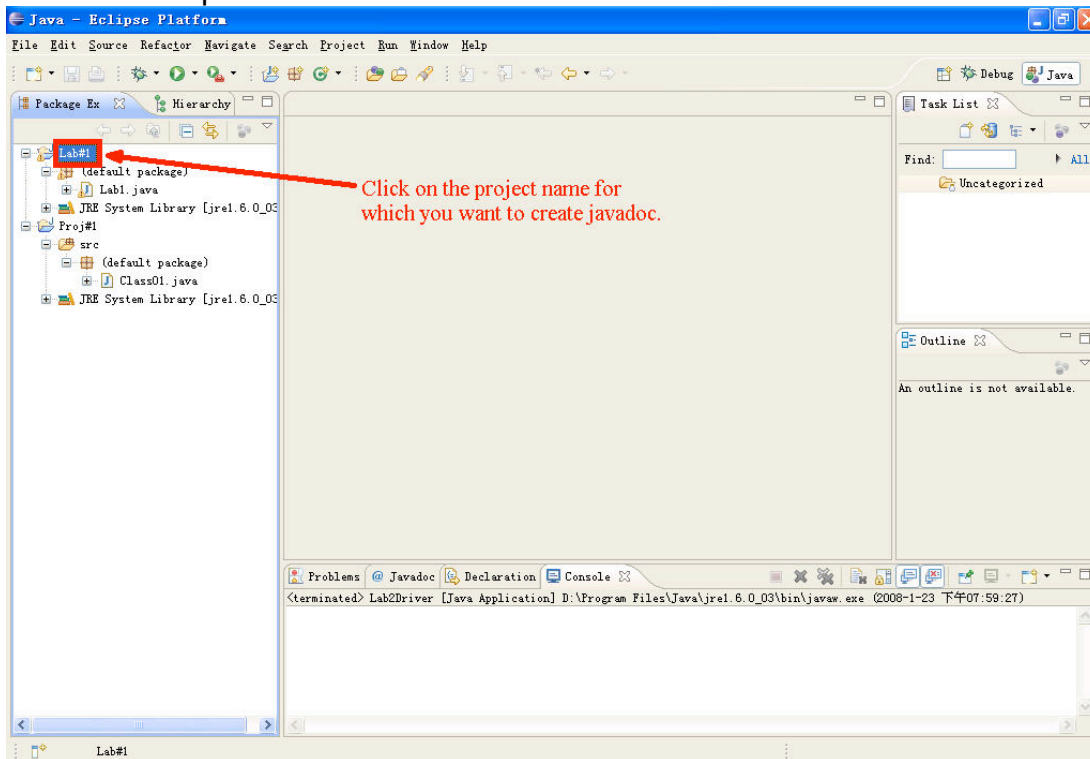 Java - Eclipse Platform
File Edit Source Refactor Navigate Search Project Run Window Help
Debug Java
Package Ex Hierarchy
Task List
Lab#1
(default package)
Lab1.java
JRE System Library [jre1.6.0_03
Proj#1
src
(default package)
Class01.java
JRE System Library [jre1.6.0_03
Click on the project name for
which you want to create javadoc.
Find: All
Uncategorized
Outline
An outline is not available.
Problems @ Javadoc Declaration Console
<terminated> Lab2Driver [Java Application] D:\Program Files\Java\jre1.6.0_03\bin\javaw.exe (2008-1-23 下午07:59:27)
Lab#1